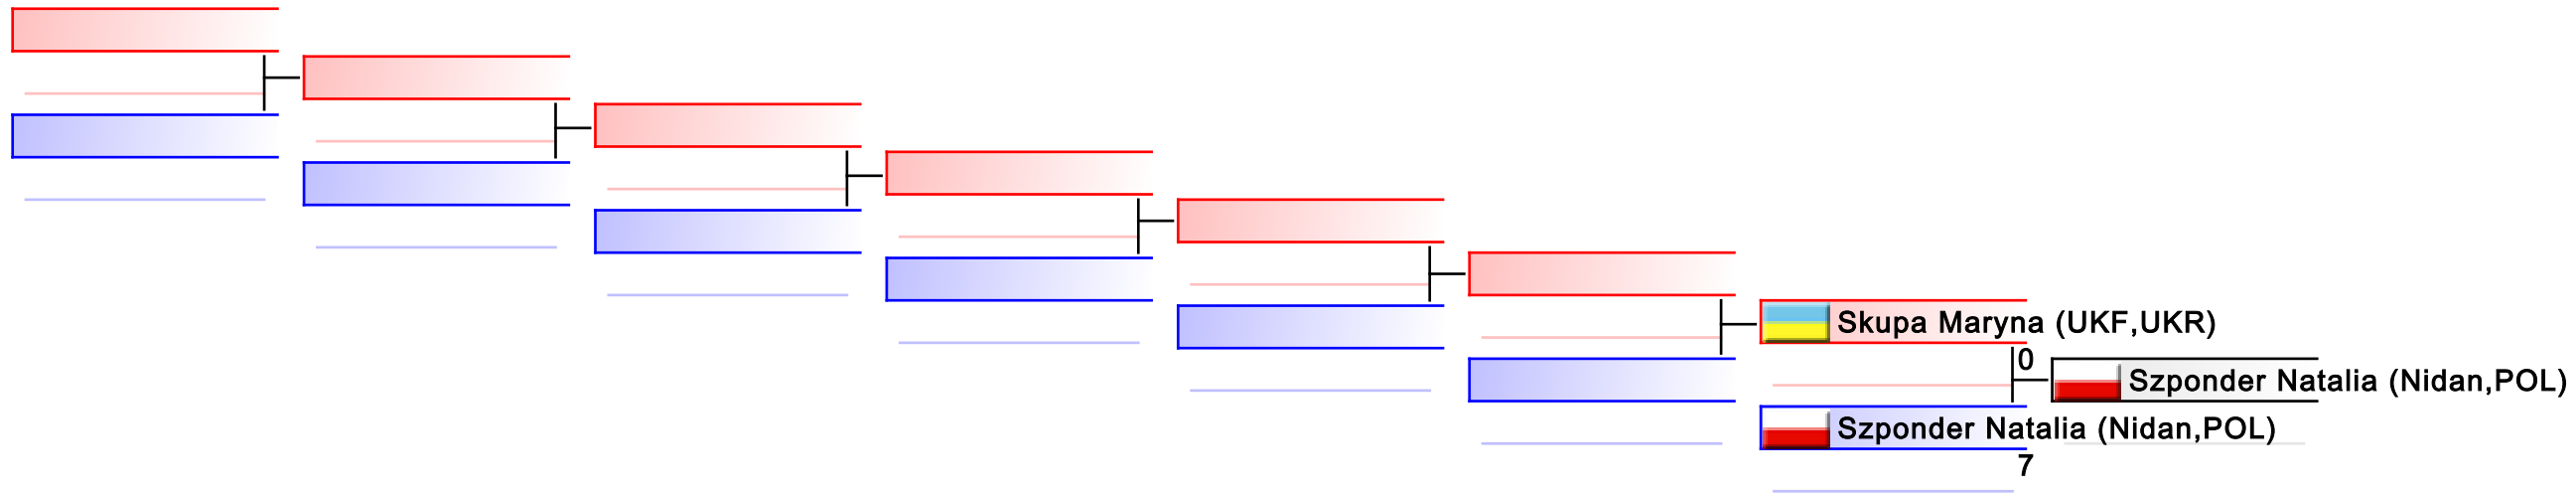 Skupa Maryna (UKF,UKR)
0
Szponder Natalia (Nidan,POL)
Szponder Natalia (Nidan,POL)
7